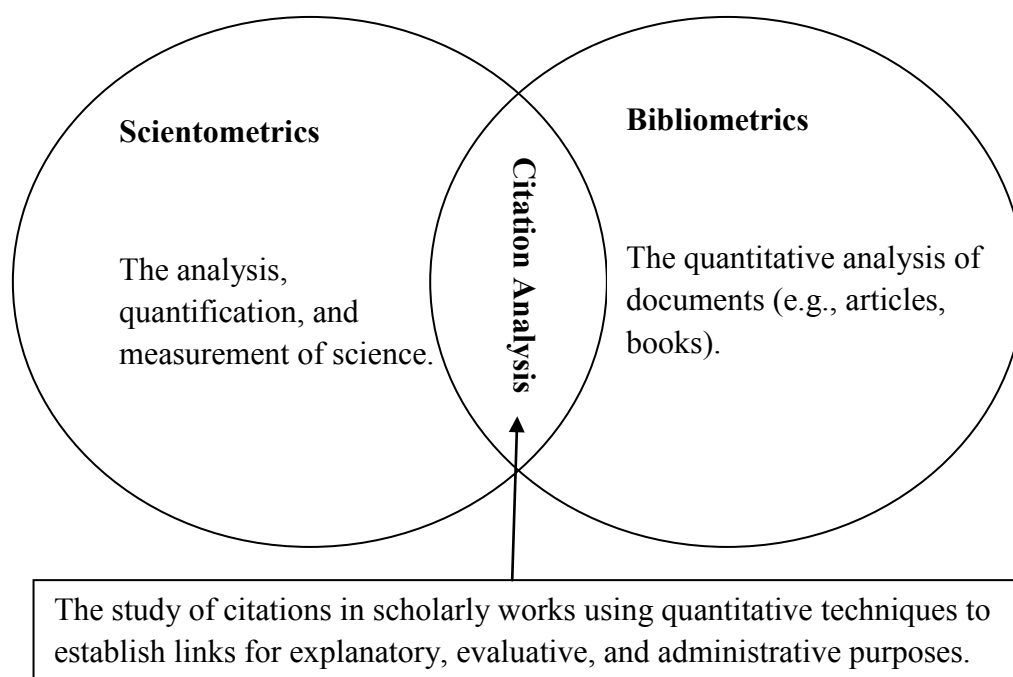 Scientometrics
The analysis,
quantification, and
measurement of science.
Citation Analysis
Bibliometrics
The quantitative analysis of
documents (e.g., articles,
books).
The study of citations in scholarly works using quantitative techniques to
establish links for explanatory, evaluative, and administrative purposes.